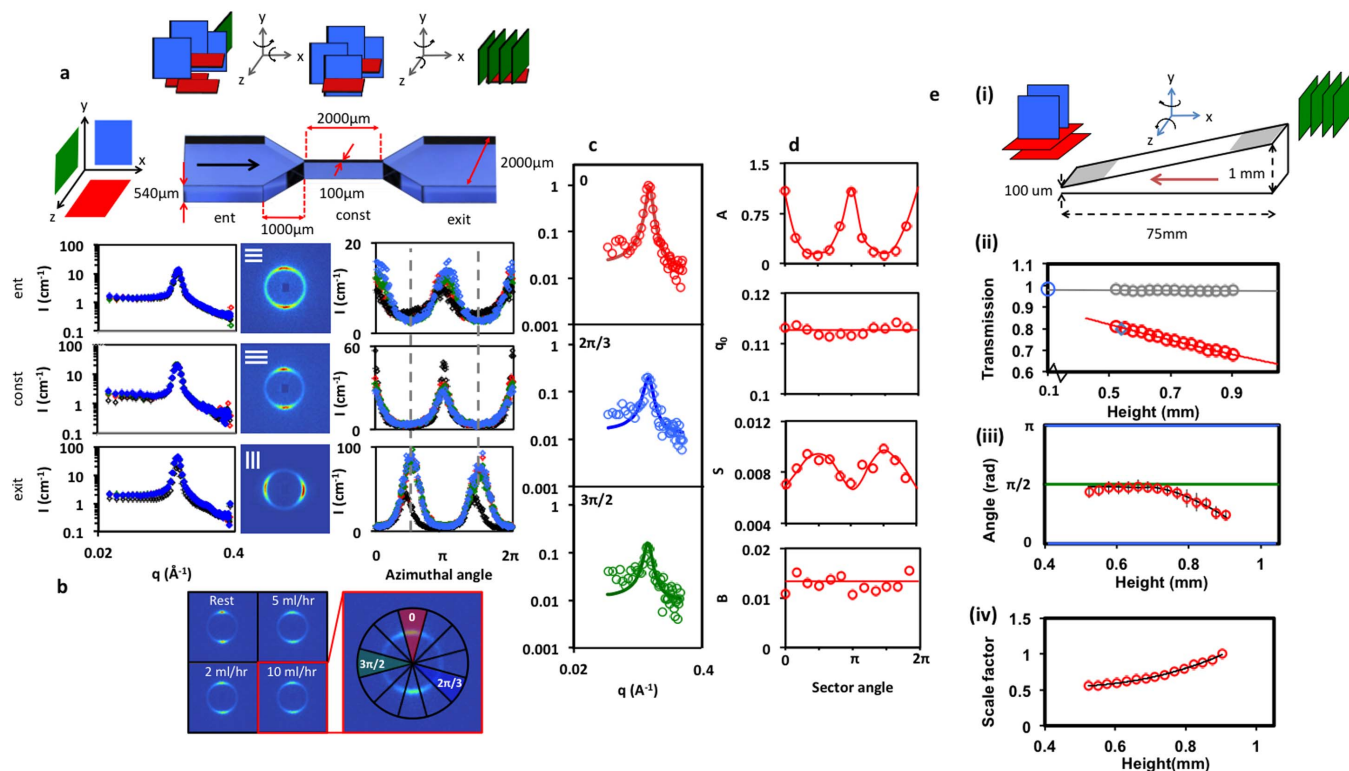 a
y
x
z
y
x
z
y
x
z
2000µm
2000µm
540µm
100µm
ent
const
exit
1000µm
ent
I (cm⁻¹)
100
10
1
0.1
I (cm⁻¹)
20
10
0
const
I (cm⁻¹)
100
10
1
0.1
I (cm⁻¹)
60
30
0
exit
I (cm⁻¹)
100
10
1
0.1
I (cm⁻¹)
100
50
0
0.02
0.4
q (Å⁻¹)
0
π
2π
Azimuthal angle
b
Rest
5 ml/hr
2 ml/hr
10 ml/hr
0
3π/2
2π/3
c
0
1
0.1
0.01
0.001
2π/3
1
0.1
0.01
0.001
3π/2
1
0.1
0.01
0.001
0.02
0.4
q (A⁻¹)
d
A
1.5
0.75
0
q₀
0.12
0.11
0.1
S
0.012
0.008
0.004
B
0.02
0.01
0
0
π
2π
Sector angle
e
(i)
y
x
z
100 um
1 mm
75mm
(ii)
Transmission
1.1
1
0.9
0.8
0.7
0.6
0.1
0.5
0.7
0.9
Height (mm)
(iii)
Angle (rad)
π
π/2
0
0.4
0.6
0.8
1
Height (mm)
(iv)
Scale factor
1.5
1
0.5
0
0.4
0.6
0.8
1
Height(mm)